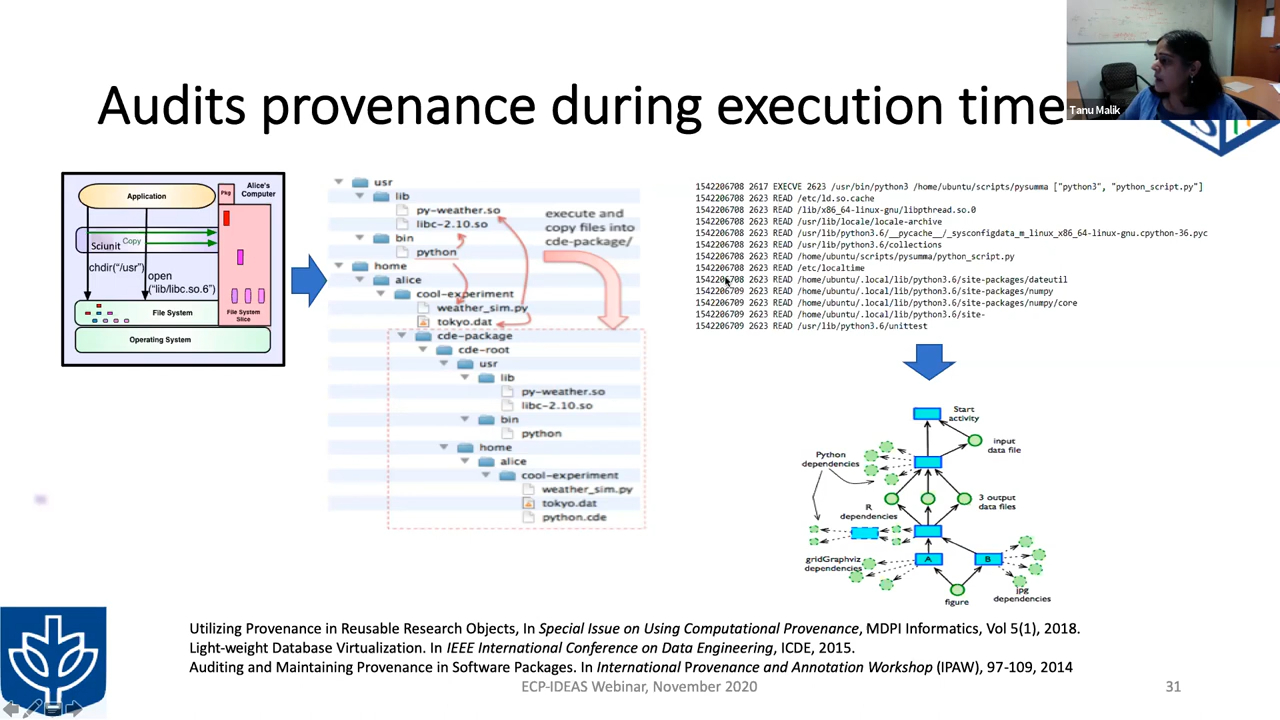 Tanu Malik
Audits provenance during execution time
Application
Pkg
Alice's
Computer
Sciunit
Copy
chdir("/usr")
open
("lib/libc.so.6")
File System
File System
Slice
Operating System
usr
lib
py-weather.so
libc-2.10.so
bin
python
home
alice
cool-experiment
weather_sim.py
tokyo.dat
cde-package
cde-root
usr
lib
py-weather.so
libc-2.10.so
bin
python
home
alice
cool-experiment
weather_sim.py
tokyo.dat
python.cde
execute and
copy files into
cde-package/
1542206708 2617 EXECVE 2623 /usr/bin/python3 /home/ubuntu/scripts/pysumma ["python3", "python_script.py"]
1542206708 2623 READ /etc/ld.so.cache
1542206708 2623 READ /lib/x86_64-linux-gnu/libpthread.so.0
1542206708 2623 READ /usr/lib/locale/locale-archive
1542206708 2623 READ /usr/lib/python3.6/__pycache__/_sysconfigdata_m_linux_x86_64-linux-gnu.cpython-36.pyc
1542206708 2623 READ /usr/lib/python3.6/collections
1542206708 2623 READ /home/ubuntu/scripts/pysumma/python_script.py
1542206708 2623 READ /etc/localtime
1542206708 2623 READ /home/ubuntu/.local/lib/python3.6/site-packages/dateutil
1542206709 2623 READ /home/ubuntu/.local/lib/python3.6/site-packages/numpy
1542206709 2623 READ /home/ubuntu/.local/lib/python3.6/site-packages/numpy/core
1542206709 2623 READ /home/ubuntu/.local/lib/python3.6/site-
1542206709 2623 READ /usr/lib/python3.6/unittest
Start
activity
input
data file
Python
dependencies
3 output
data files
R
dependencies
gridGraphviz
dependencies
A
B
jpg
dependencies
figure
Utilizing Provenance in Reusable Research Objects, In Special Issue on Using Computational Provenance, MDPI Informatics, Vol 5(1), 2018.
Light-weight Database Virtualization. In IEEE International Conference on Data Engineering, ICDE, 2015.
Auditing and Maintaining Provenance in Software Packages. In International Provenance and Annotation Workshop (IPAW), 97-109, 2014
ECP-IDEAS Webinar, November 2020
31